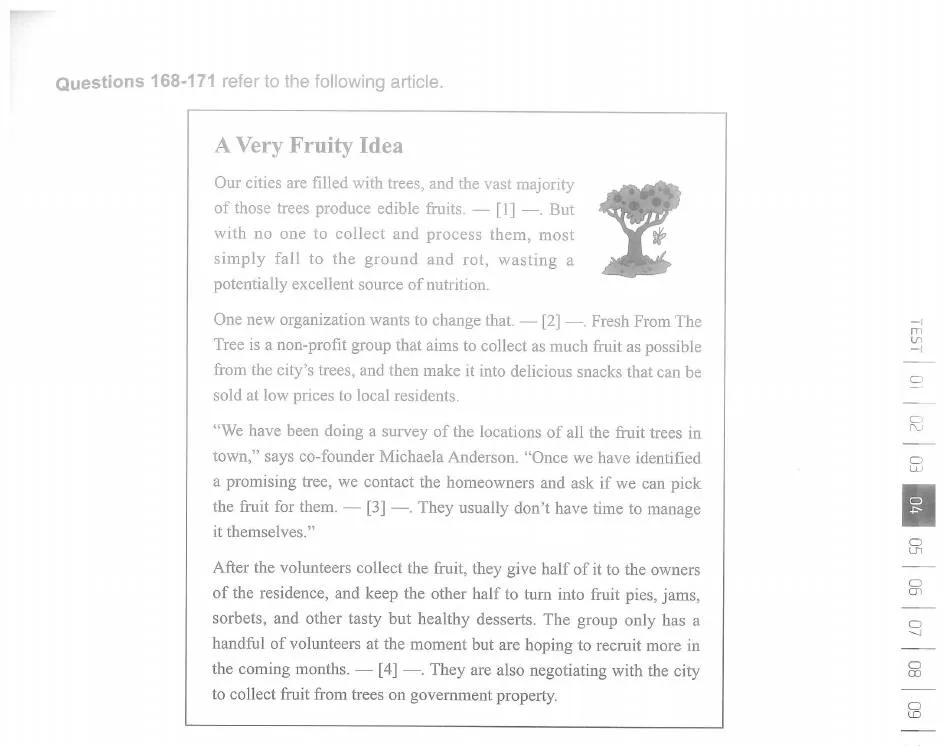 Questions 168-171 refer to the following article.
A Very Fruity Idea
Our cities are filled with trees, and the vast majority
of those trees produce edible fruits. — [1] —. But
with no one to collect and process them, most
simply fall to the ground and rot, wasting a
potentially excellent source of nutrition.
One new organization wants to change that. — [2] —. Fresh From The
Tree is a non-profit group that aims to collect as much fruit as possible
from the city's trees, and then make it into delicious snacks that can be
sold at low prices to local residents.
"We have been doing a survey of the locations of all the fruit trees in
town," says co-founder Michaela Anderson. "Once we have identified
a promising tree, we contact the homeowners and ask if we can pick
the fruit for them. — [3] —. They usually don't have time to manage
it themselves."
After the volunteers collect the fruit, they give half of it to the owners
of the residence, and keep the other half to turn into fruit pies, jams,
sorbets, and other tasty but healthy desserts. The group only has a
handful of volunteers at the moment but are hoping to recruit more in
the coming months. — [4] —. They are also negotiating with the city
to collect fruit from trees on government property.
TEST
01
02
03
04
05
06
07
08
09